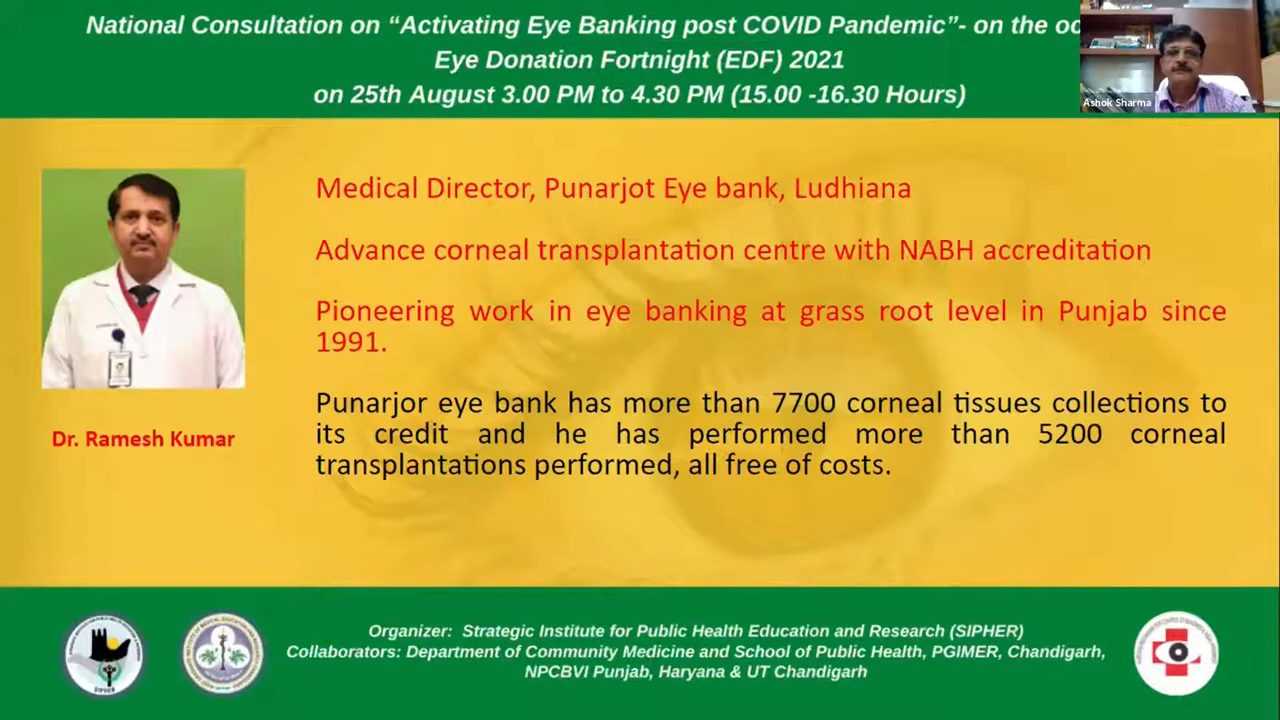 National Consultation on “Activating Eye Banking post COVID Pandemic”- on the oc
Eye Donation Fortnight (EDF) 2021
on 25th August 3.00 PM to 4.30 PM (15.00 -16.30 Hours)
Ashok Sharma
Medical Director, Punarjot Eye bank, Ludhiana
Advance corneal transplantation centre with NABH accreditation
Pioneering work in eye banking at grass root level in Punjab since
1991.
Punarjor eye bank has more than 7700 corneal tissues collections to
its credit and he has performed more than 5200 corneal
transplantations performed, all free of costs.
Dr. Ramesh Kumar
Organizer: Strategic Institute for Public Health Education and Research (SIPHER)
Collaborators: Department of Community Medicine and School of Public Health, PGIMER, Chandigarh,
NPCBVI Punjab, Haryana & UT Chandigarh
SIPHER